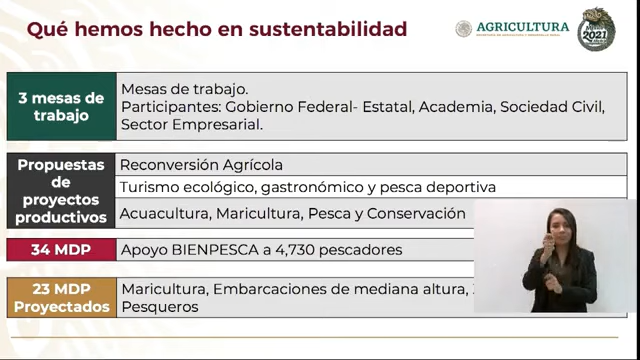 Qué hemos hecho en sustentabilidad
AGRICULTURA
2021
3 mesas de
trabajo
Mesas de trabajo.
Participantes: Gobierno Federal- Estatal, Academia, Sociedad Civil,
Sector Empresarial.
Propuestas
de
proyectos
productivos
Reconversión Agrícola
Turismo ecológico, gastronómico y pesca deportiva
Acuacultura, Maricultura, Pesca y Conservación
34 MDP
Apoyo BIENPESCA a 4,730 pescadores
23 MDP
Proyectados
Maricultura, Embarcaciones de mediana altura,
Pesqueros